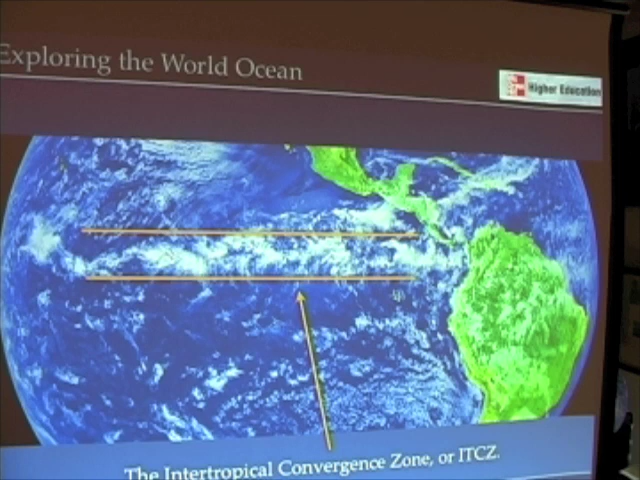 Exploring the World Ocean
Higher Education
The Intertropical Convergence Zone, or ITCZ.